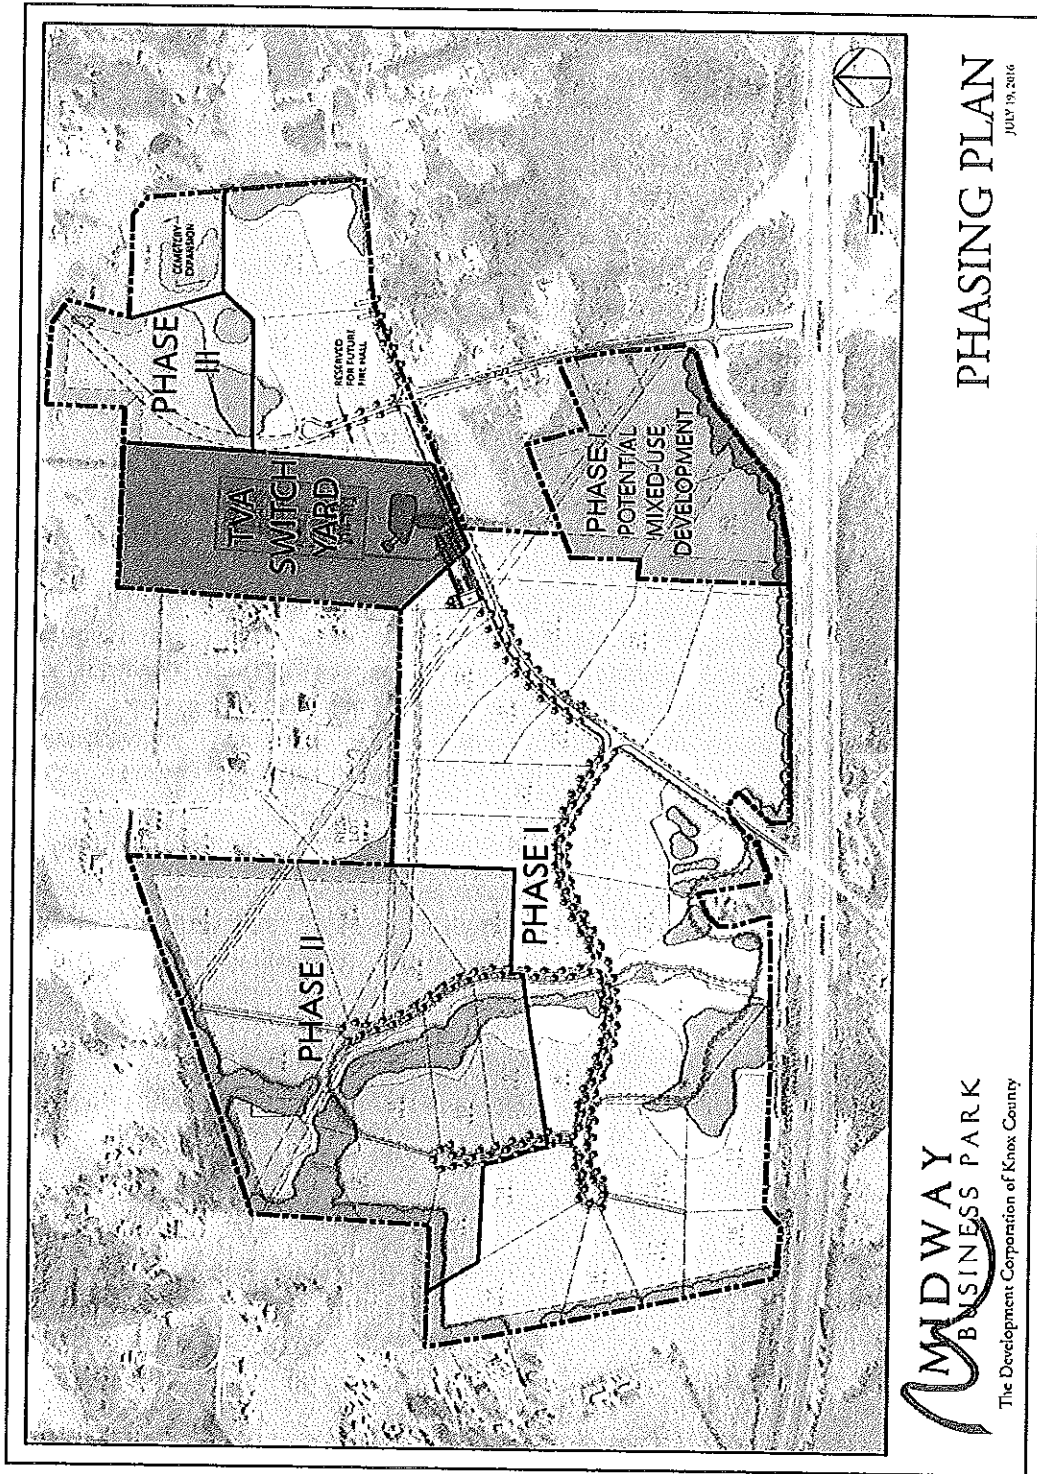 CEMETERY
EXPANSION
PHASE
III
RESERVED
FOR FUTURE
FIRE HALL
TVA
SWITCH
YARD
PHASE I
POTENTIAL
MIXED-USE
DEVELOPMENT
PHASE II
PHASE I
MIDWAY
BUSINESS PARK
The Development Corporation of Knox County
PHASING PLAN
JULY 19, 2016